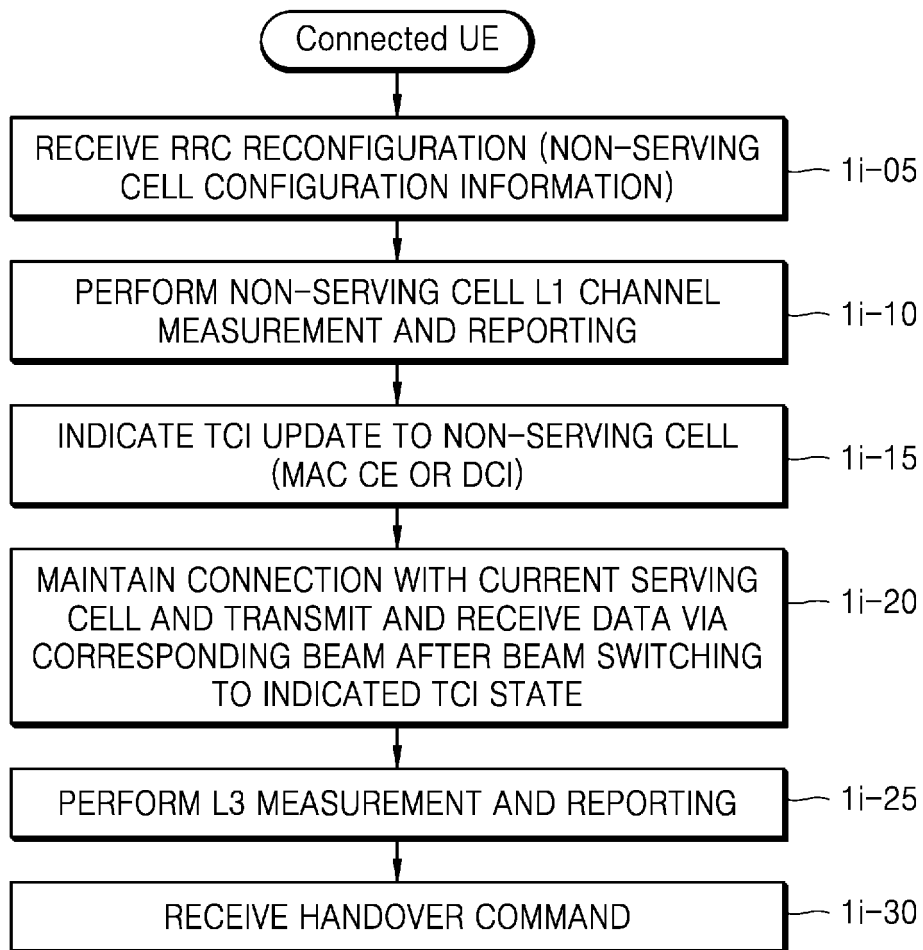 Connected UE
RECEIVE RRC RECONFIGURATION (NON-SERVING
CELL CONFIGURATION INFORMATION)
1i-05
PERFORM NON-SERVING CELL L1 CHANNEL
MEASUREMENT AND REPORTING
1i-10
INDICATE TCI UPDATE TO NON-SERVING CELL
(MAC CE OR DCI)
1i-15
MAINTAIN CONNECTION WITH CURRENT SERVING
CELL AND TRANSMIT AND RECEIVE DATA VIA
CORRESPONDING BEAM AFTER BEAM SWITCHING
TO INDICATED TCI STATE
1i-20
PERFORM L3 MEASUREMENT AND REPORTING
1i-25
RECEIVE HANDOVER COMMAND
1i-30